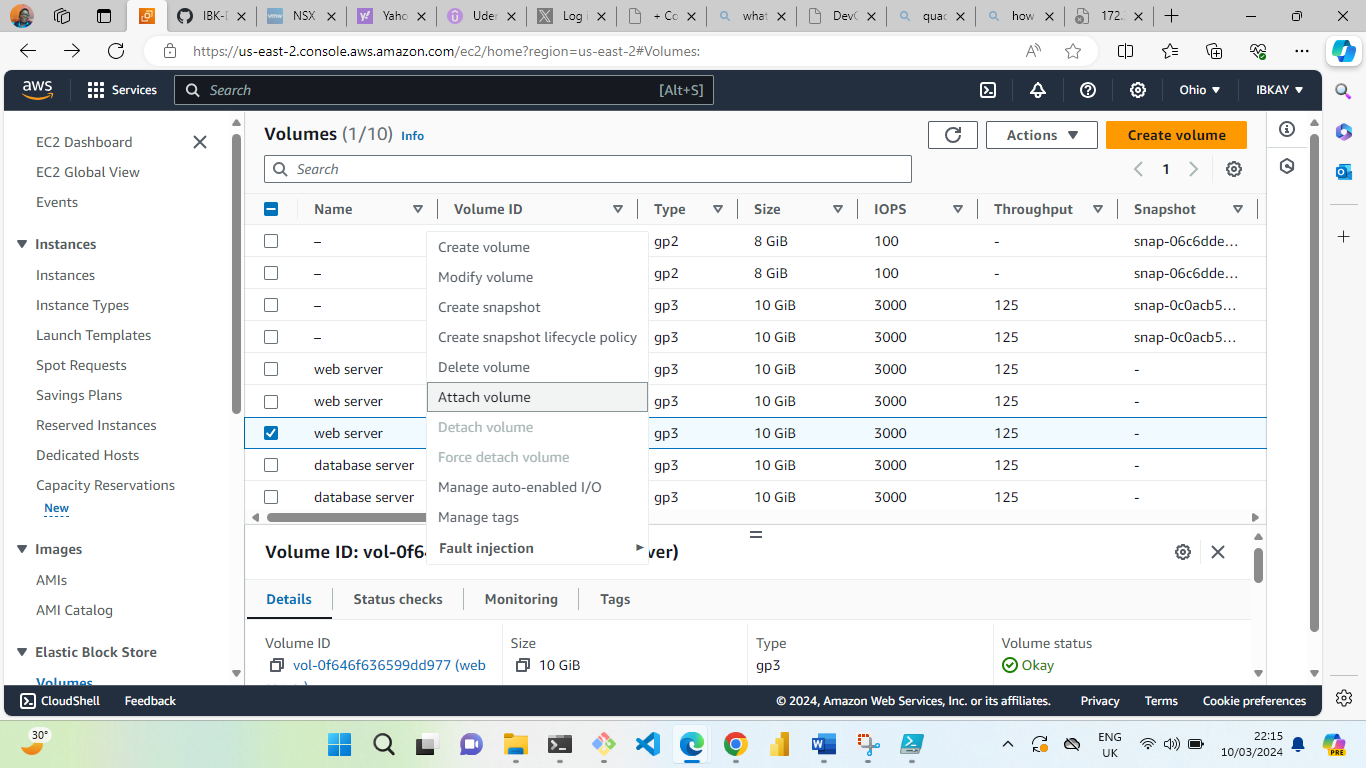 IBK-I
vmw
NSX
Yaho
Uder
Log i
+ Co
what
DevC
quac
how
172.
https://us-east-2.console.aws.amazon.com/ec2/home?region=us-east-2#Volumes:
aws
Services
Search
[Alt+S]
Ohio
IBKAY
EC2 Dashboard
EC2 Global View
Events
Instances
Instances
Instance Types
Launch Templates
Spot Requests
Savings Plans
Reserved Instances
Dedicated Hosts
Capacity Reservations
New
Images
AMIs
AMI Catalog
Elastic Block Store
Volumes
Volumes (1/10) Info
Actions
Create volume
Search
1
Name Volume ID Type Size IOPS Throughput Snapshot
– gp2 8 GiB 100 - snap-06c6dde...
– gp2 8 GiB 100 - snap-06c6dde...
– gp3 10 GiB 3000 125 snap-0c0acb5...
– gp3 10 GiB 3000 125 snap-0c0acb5...
web server gp3 10 GiB 3000 125 -
web server gp3 10 GiB 3000 125 -
web server gp3 10 GiB 3000 125 -
database server gp3 10 GiB 3000 125 -
database server gp3 10 GiB 3000 125 -
Create volume
Modify volume
Create snapshot
Create snapshot lifecycle policy
Delete volume
Attach volume
Detach volume
Force detach volume
Manage auto-enabled I/O
Manage tags
Fault injection
Volume ID: vol-0f6 ver)
Details
Status checks
Monitoring
Tags
Volume ID
vol-0f646f636599dd977 (web
Size
10 GiB
Type
gp3
Volume status
Okay
CloudShell
Feedback
© 2024, Amazon Web Services, Inc. or its affiliates.
Privacy
Terms
Cookie preferences
30°
ENG
UK
22:15
10/03/2024
PRE